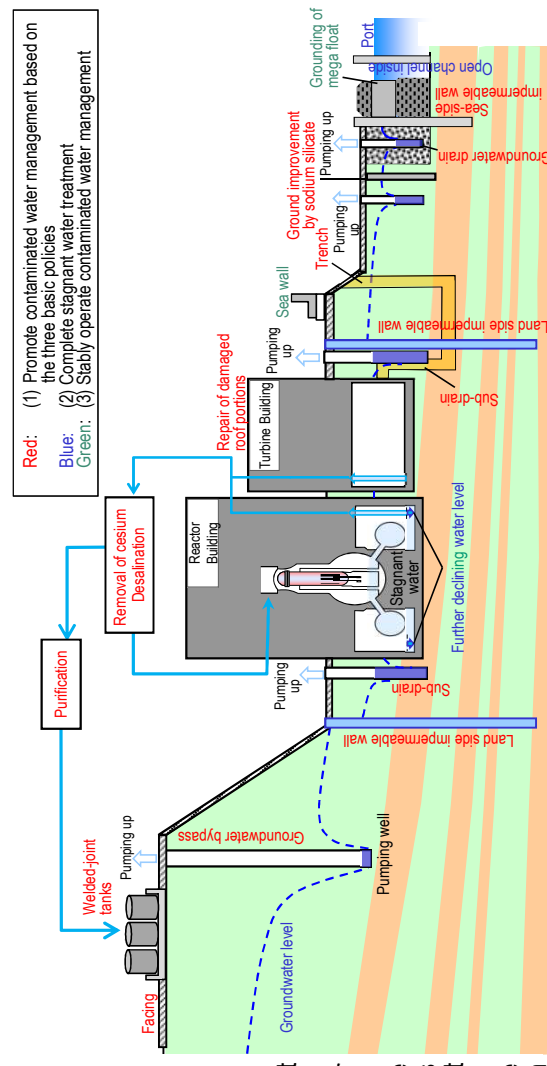 Red: (1) Promote contaminated water management based on
the three basic policies
Blue: (2) Complete stagnant water treatment
Green: (3) Stably operate contaminated water management
Purification
Removal of cesium
Desalination
Welded-joint
tanks
Facing
Pumping up
Groundwater bypass
Groundwater level
Pumping well
Land side impermeable
wall
Pumping
up
Sub-drain
Reactor
Building
Stagnant
water
Further declining water level
Repair of damaged
roof portions
Turbine Building
Pumping
up
Sub-drain
Land side impermeable
wall
Sea wall
Trench
Pumping
up
Ground improvement
by sodium silicate
Pumping
up
Groundwater
drain
Sea-side
impermeable
wall
Grounding of
mega float
Open channel inside
Port